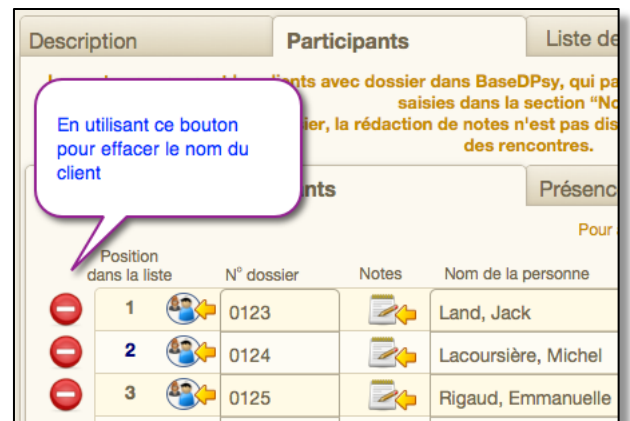 Description Participants Liste de
clients avec dossier dans BaseDPsy, qui pa
saisies dans la section “No
ier, la rédaction de notes n'est pas dis
des rencontres.
En utilisant ce bouton
pour effacer le nom du
client
nts Présenc
Pour
Position
dans la liste N° dossier Notes Nom de la personne
1 0123 Land, Jack
2 0124 Lacoursière, Michel
3 0125 Rigaud, Emmanuelle